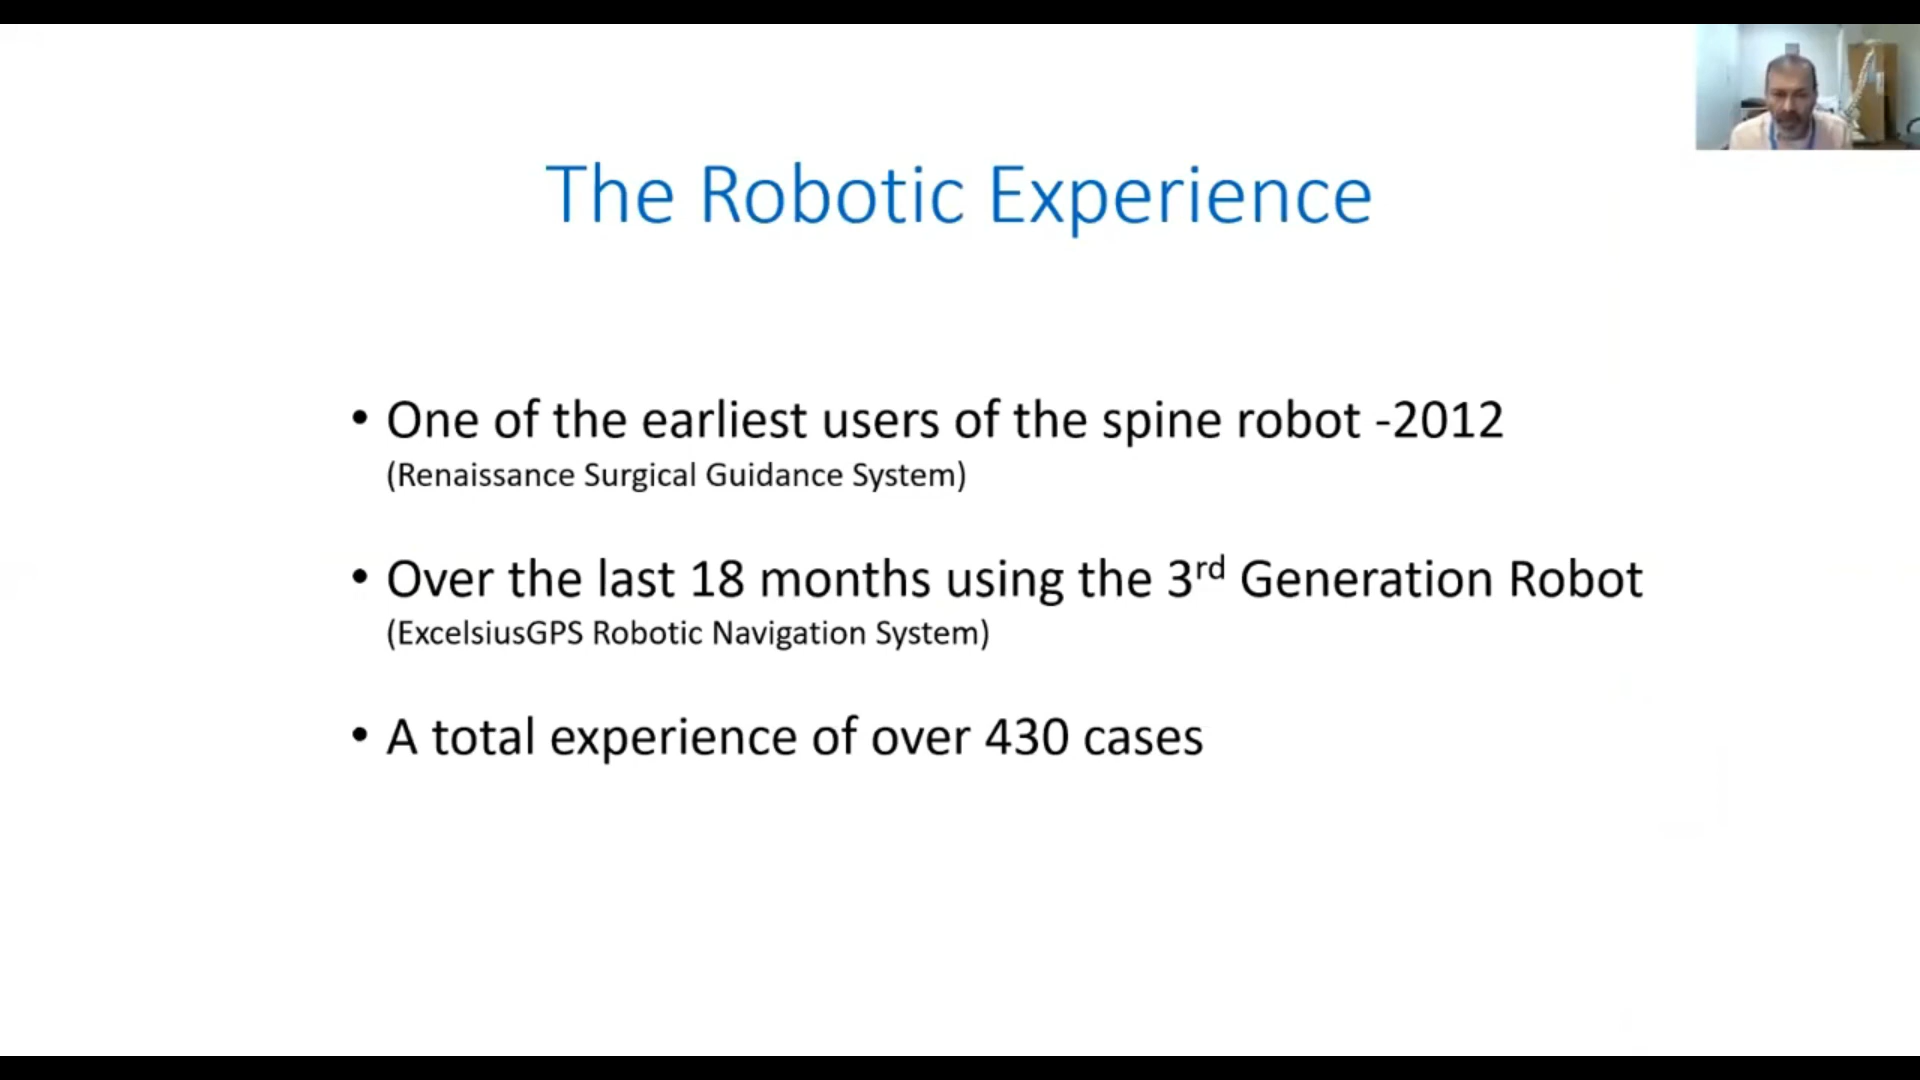 The Robotic Experience
• One of the earliest users of the spine robot -2012
(Renaissance Surgical Guidance System)
• Over the last 18 months using the 3rd Generation Robot
(ExcelsiusGPS Robotic Navigation System)
• A total experience of over 430 cases